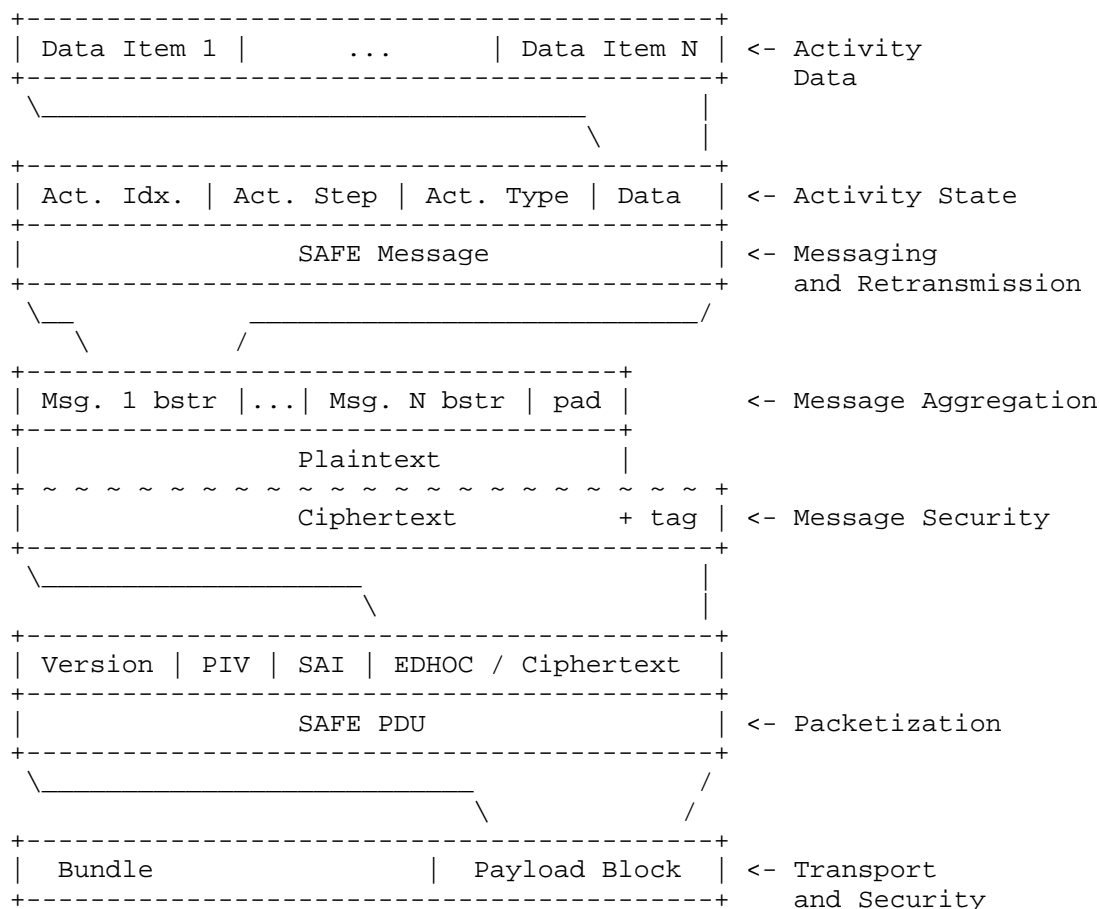 Data Item 1 | ... | Data Item N | <- Activity
Data
Act. Idx. | Act. Step | Act. Type | Data | <- Activity State
SAFE Message | <- Messaging
and Retransmission
Msg. 1 bstr |...| Msg. N bstr | pad | <- Message Aggregation
Plaintext
Ciphertext + tag | <- Message Security
Version | PIV | SAI | EDHOC / Ciphertext |
SAFE PDU | <- Packetization
Bundle | Payload Block | <- Transport
and Security